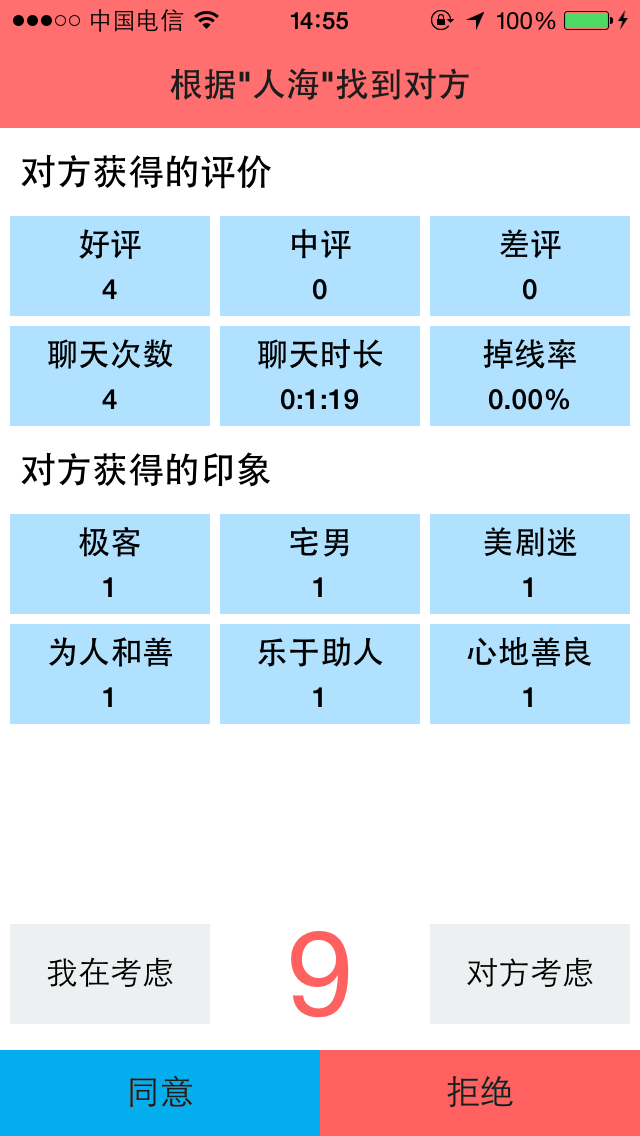 中国电信 14:55 100%
根据"人海"找到对方
对方获得的评价
好评 中评 差评
4 0 0
聊天次数 聊天时长 掉线率
4 0:1:19 0.00%
对方获得的印象
极客 宅男 美剧迷
1 1 1
为人和善 乐于助人 心地善良
1 1 1
我在考虑 9 对方考虑
同意 拒绝